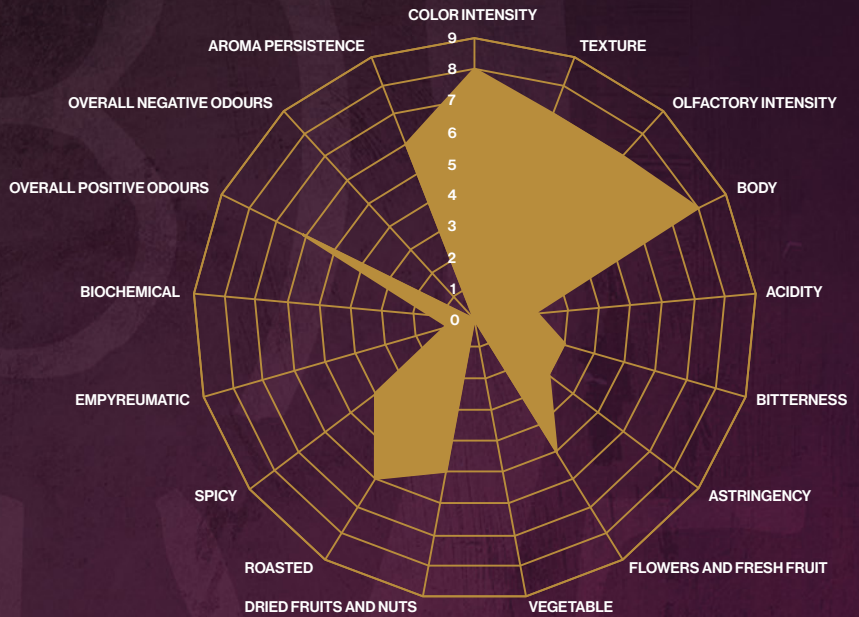 COLOR INTENSITY
TEXTURE
OLFACTORY INTENSITY
BODY
ACIDITY
BITTERNESS
ASTRINGENCY
FLOWERS AND FRESH FRUIT
VEGETABLE
DRIED FRUITS AND NUTS
ROASTED
SPICY
EMPYREUMATIC
BIOCHEMICAL
OVERALL POSITIVE ODOURS
OVERALL NEGATIVE ODOURS
AROMA PERSISTENCE
9
8
7
6
5
4
3
2
1
0